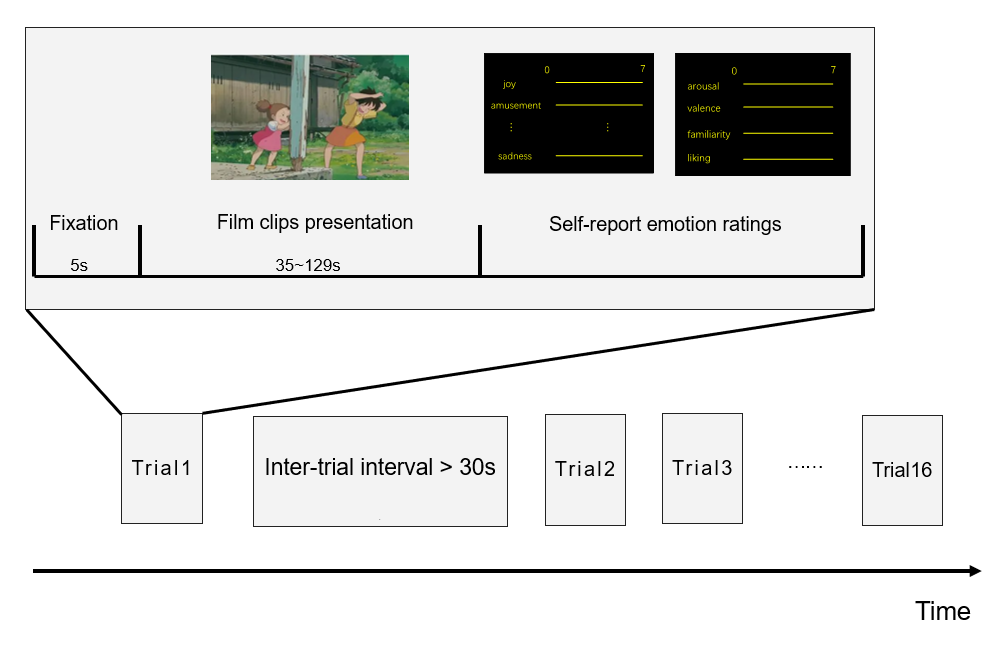 0 7
joy
amusement
⋮ ⋮
sadness
0 7
arousal
valence
familiarity
liking
Fixation
Film clips presentation
Self-report emotion ratings
5s
35~129s
Trial1
Inter-trial interval > 30s
Trial2
Trial3
······
Trial16
Time